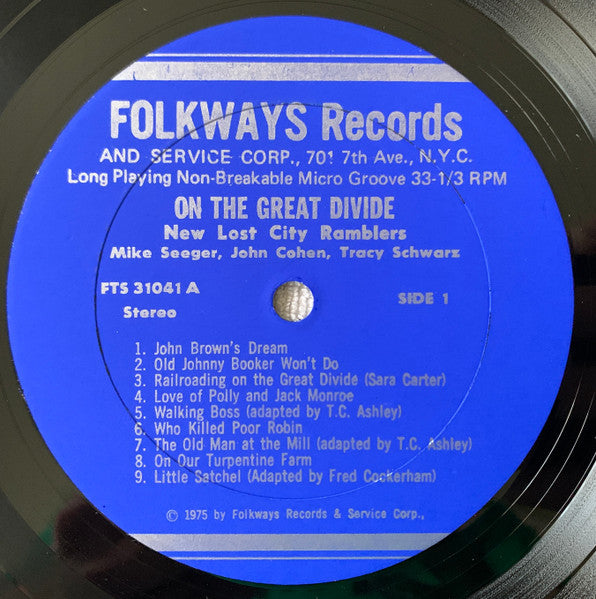 FOLKWAYS Records
AND SERVICE CORP., 701 7th Ave., N.Y.C.
Long Playing Non-Breakable Micro Groove 33-1/3 RPM
ON THE GREAT DIVIDE
New Lost City Ramblers
Mike Seeger, John Cohen, Tracy Schwarz
FTS 31041 A
Stereo
SIDE 1
1. John Brown's Dream
2. Old Johnny Booker Won't Do
3. Railroading on the Great Divide (Sara Carter)
4. Love of Polly and Jack Monroe
5. Walking Boss (adapted by T.C. Ashley)
6. Who Killed Poor Robin
7. The Old Man at the Mill (adapted by T.C. Ashley)
8. On Our Turpentine Farm
9. Little Satchel (Adapted by Fred Cockerham)
© 1975 by Folkways Records & Service Corp.,